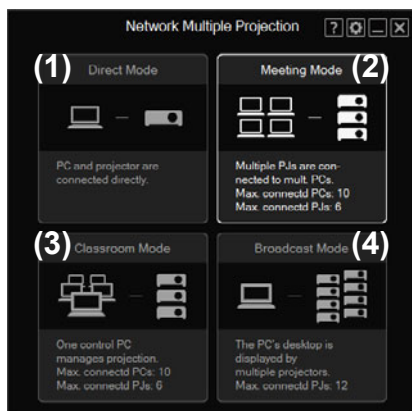 Network Multiple Projection ?
(1) Direct Mode
PC and projector are
connected directly.
Meeting Mode (2)
Multiple PJs are con-
nected to mult. PCs.
Max. connectd PCs: 10
Max. connectd PJs: 6
(3) Classroom Mode
One control PC
manages projection.
Max. connectd PCs: 10
Max. connectd PJs: 6
Broadcast Mode (4)
The PC's desktop is
displayed by
multiple projectors.
Max. connectd PJs: 12